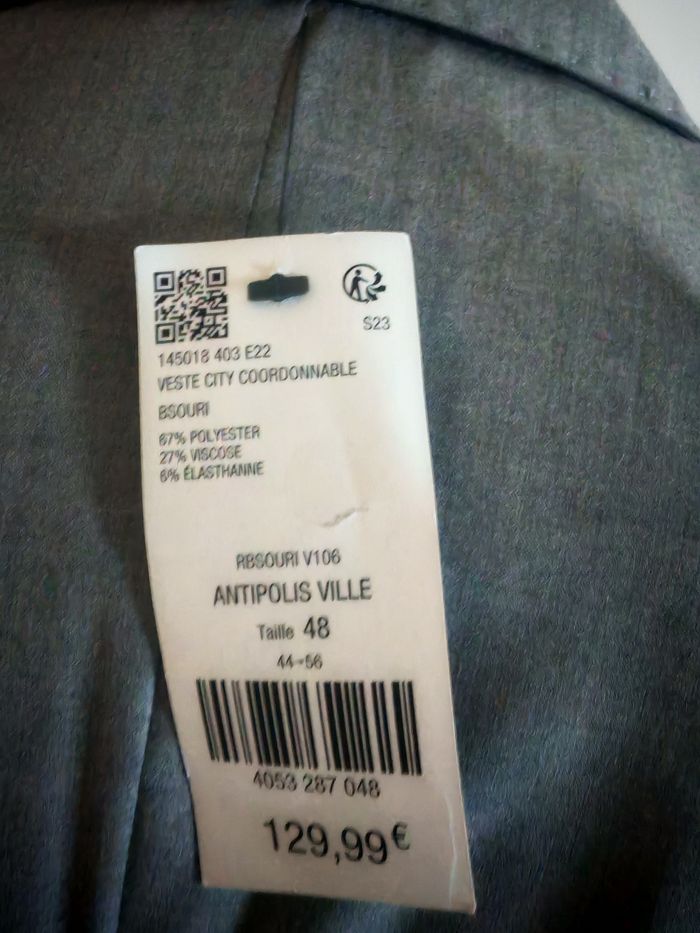 S23
145018 403 E22
VESTE CITY COORDONNABLE
BSOURI
67% POLYESTER
27% VISCOSE
6% ÉLASTHANNE
RBSOURI V106
ANTIPOLIS VILLE
Taille 48
44-56
4053 287 048
129,99€